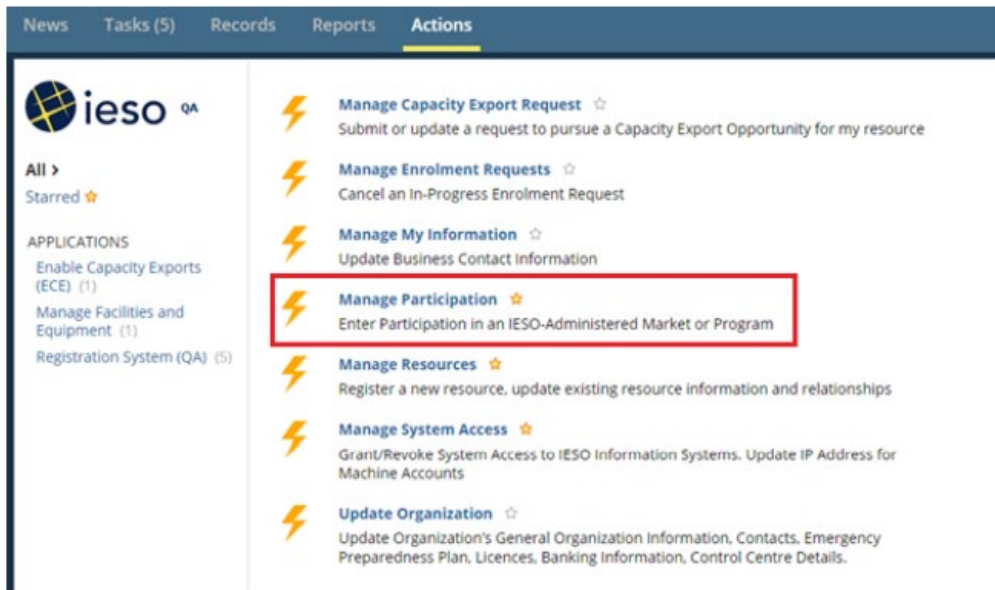 News Tasks (5) Records Reports Actions
ieso QA
All >
Starred
APPLICATIONS
Enable Capacity Exports
(ECE) (1)
Manage Facilities and
Equipment (1)
Registration System (QA) (5)
Manage Capacity Export Request
Submit or update a request to pursue a Capacity Export Opportunity for my resource
Manage Enrolment Requests
Cancel an In-Progress Enrolment Request
Manage My Information
Update Business Contact Information
Manage Participation
Enter Participation in an IESO-Administered Market or Program
Manage Resources
Register a new resource, update existing resource information and relationships
Manage System Access
Grant/Revoke System Access to IESO Information Systems. Update IP Address for
Machine Accounts
Update Organization
Update Organization's General Organization Information, Contacts, Emergency
Preparedness Plan, Licences, Banking Information, Control Centre Details.